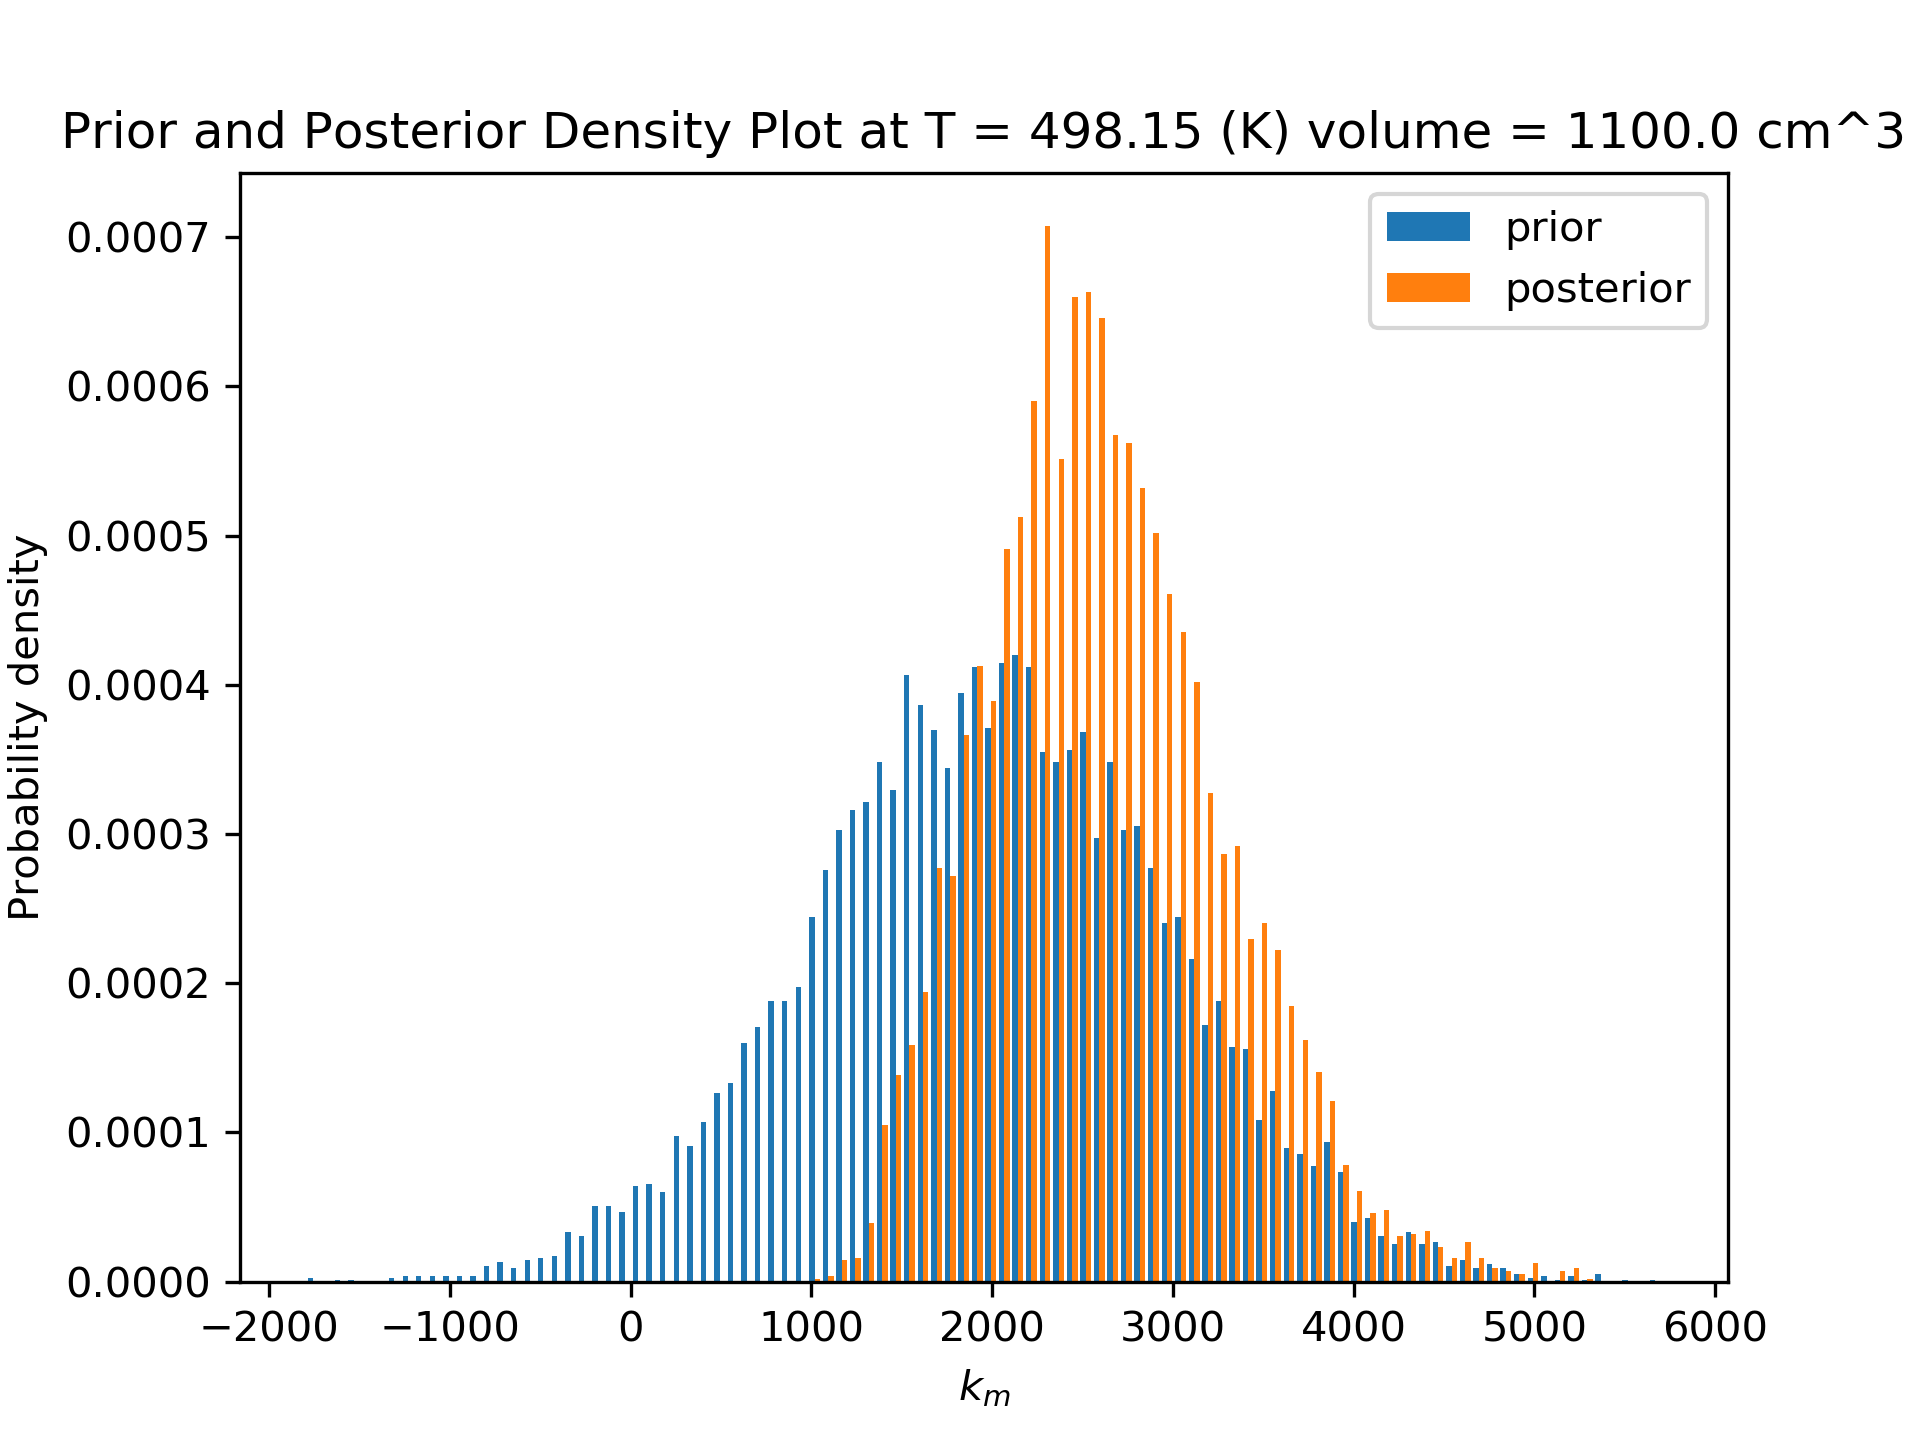 Prior and Posterior Density Plot at T = 498.15 (K) volume = 1100.0 cm^3
prior
posterior
0.0007
0.0006
0.0005
0.0004
0.0003
0.0002
0.0001
0.0000
Probability density
−2000 −1000 0 1000 2000 3000 4000 5000 6000
k_m